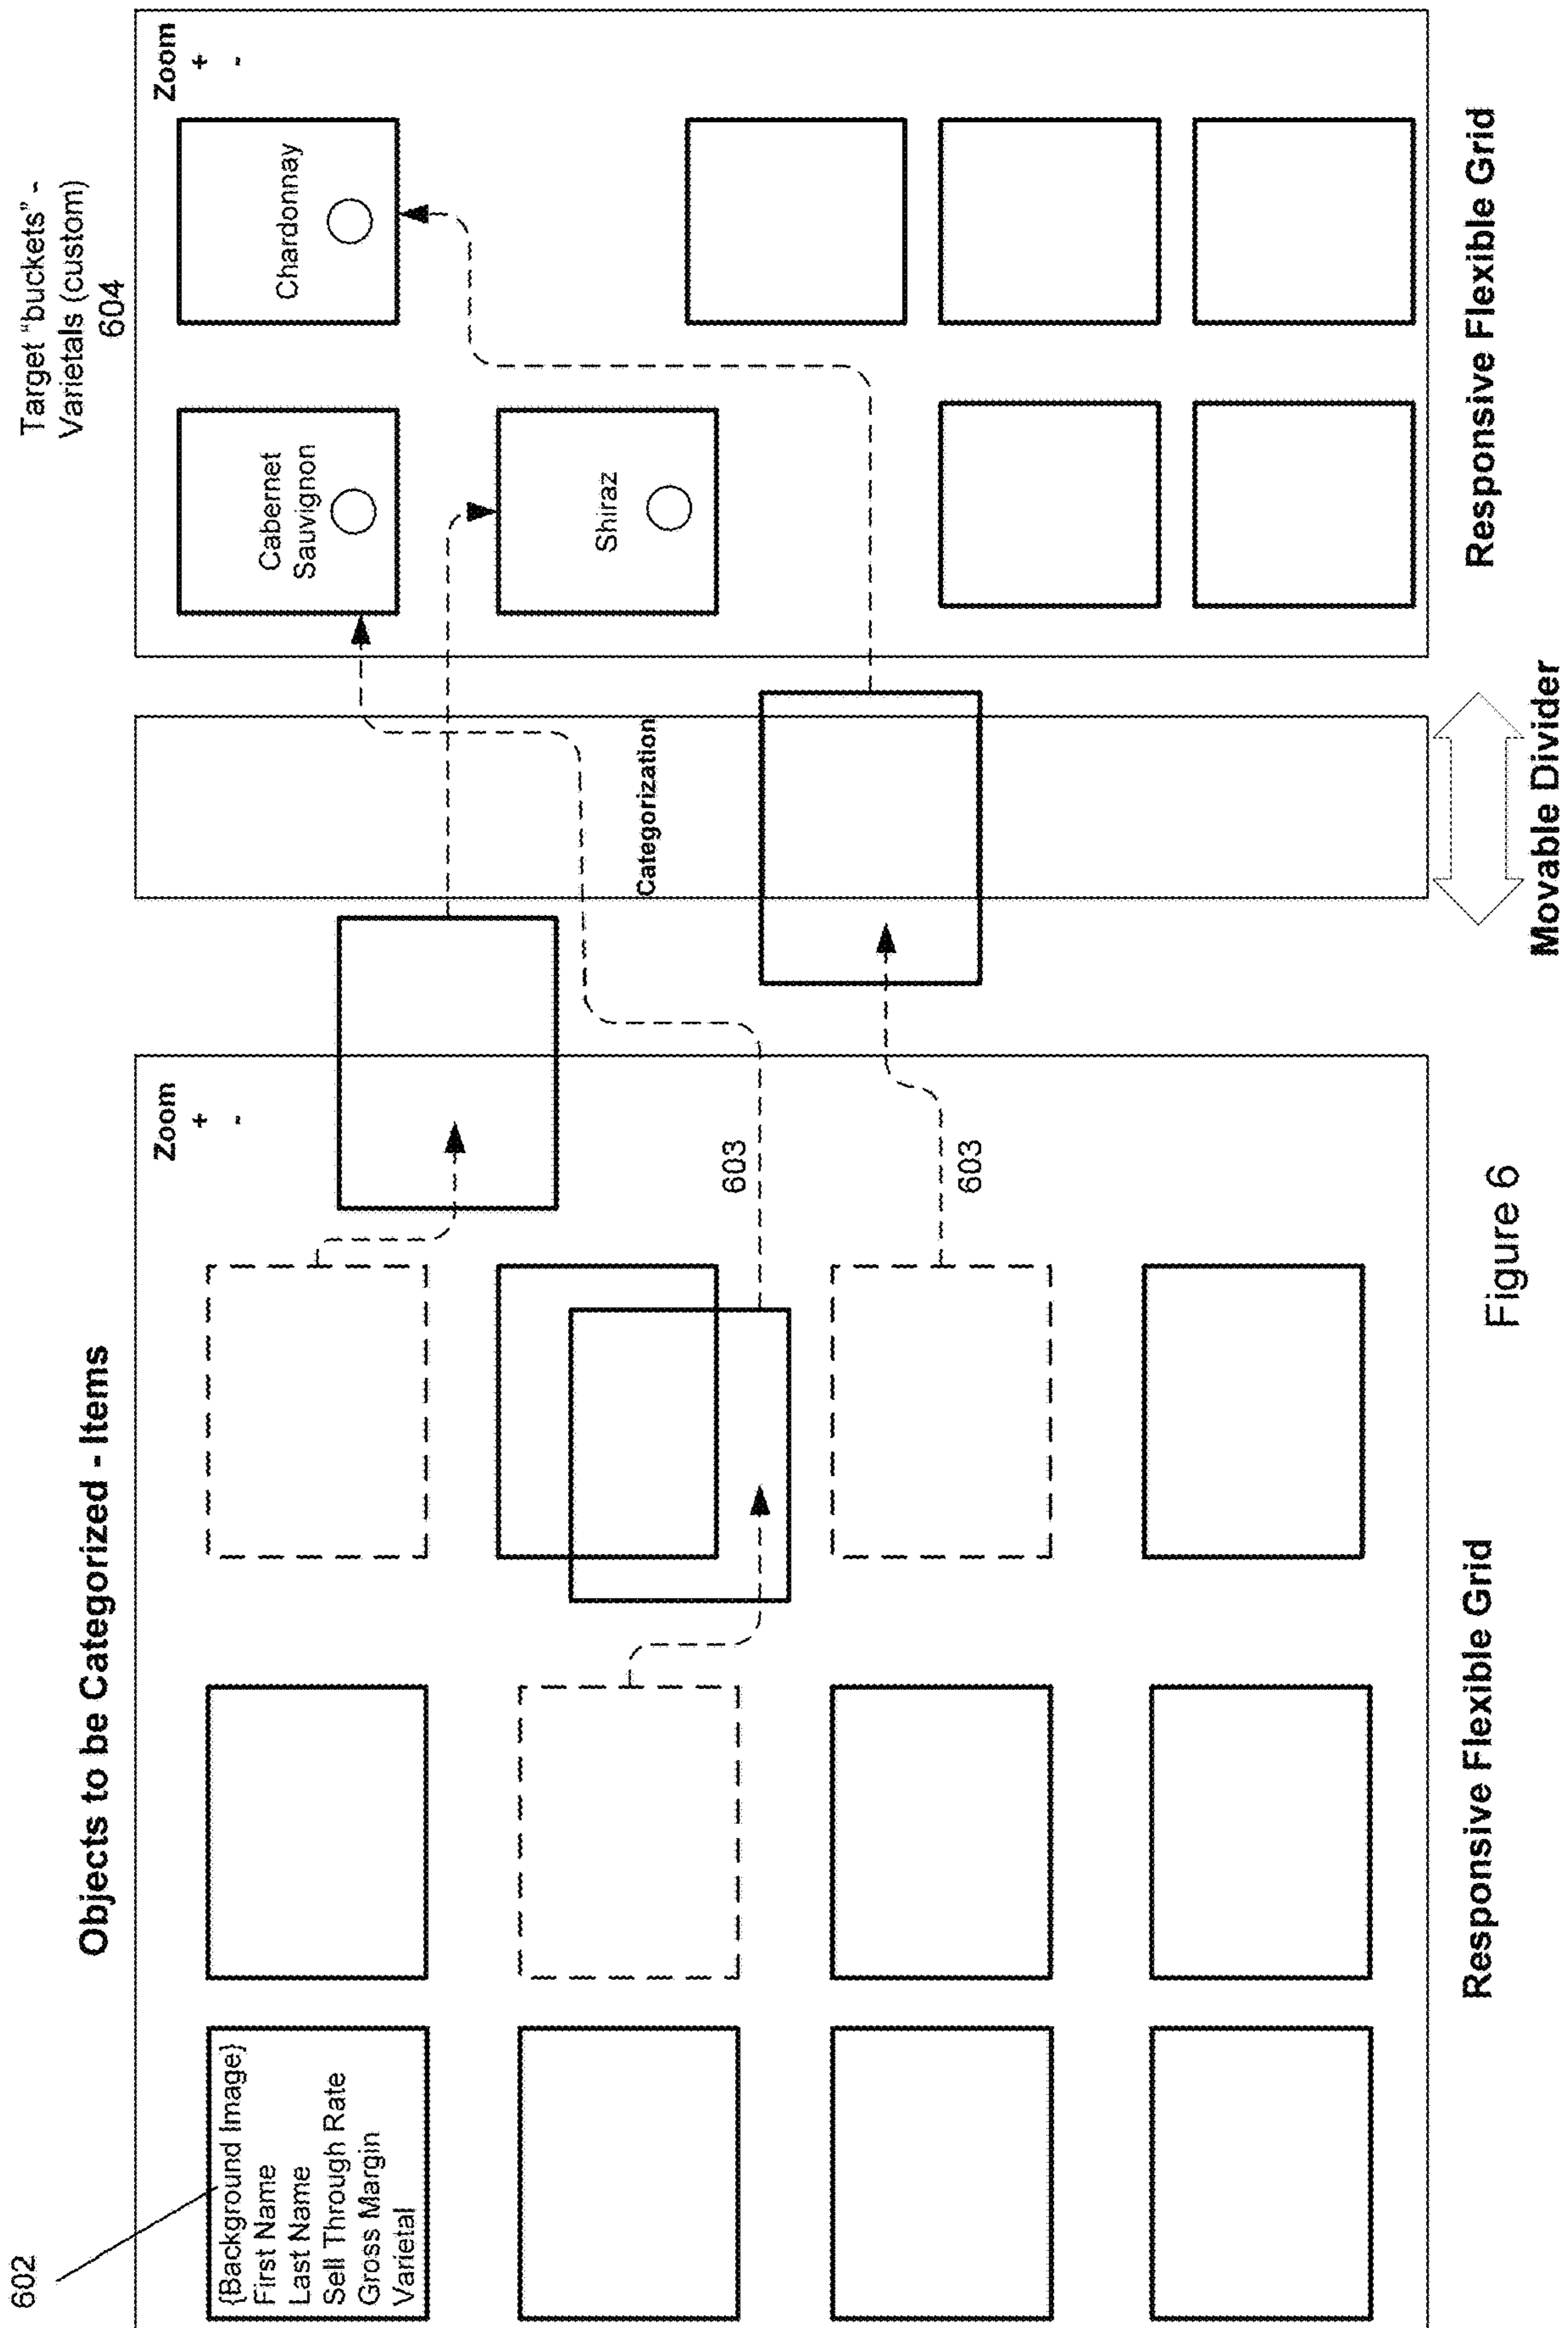 602
Objects to be Categorized - Items
Target "buckets" -
Varietals (custom)
604
{Background Image}
First Name
Last Name
Sell Through Rate
Gross Margin
Varietal
Zoom
+
-
603
603
Categorization
Zoom
+
-
Cabernet
Sauvignon
Chardonnay
Shiraz
Responsive Flexible Grid
Movable Divider
Responsive Flexible Grid
Figure 6